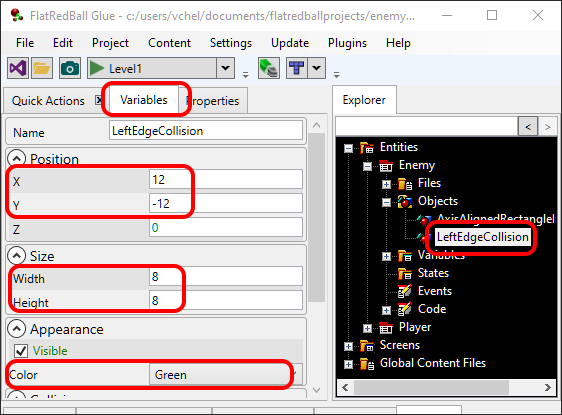 FlatRedBall Glue - c:/users/vchel/documents/flatredballprojects/enemy...
File Project Content Settings Update Plugins Help
Level1
Quick Actions Variables Properties
Name LeftEdgeCollision
Position
X 12
Y -12
Z 0
Size
Width 8
Height 8
Appearance
Visible
Color Green
Explorer
< >
Entities
Enemy
Files
Objects
LeftEdgeCollision
Variables
States
Events
Code
Player
Screens
Global Content Files